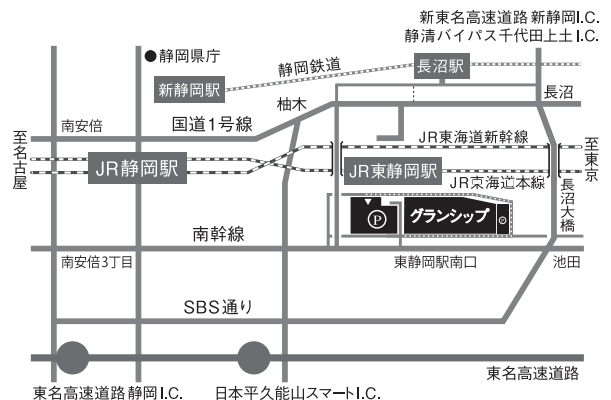 新東名高速道路 新静岡I.C.
静清バイパス千代田上土I.C.
静岡県庁
静岡鉄道
長沼駅
新静岡駅
柚木
長沼
南安倍
国道1号線
JR東海道新幹線
至名古屋
至東京
JR静岡駅
JR東静岡駅
JR東海道本線
長沼大橋
P
グランシップ
P
南幹線
南安倍3丁目
東静岡駅南口
池田
SBS通り
東名高速道路
東名高速道路 静岡I.C.
日本平久能山スマートI.C.